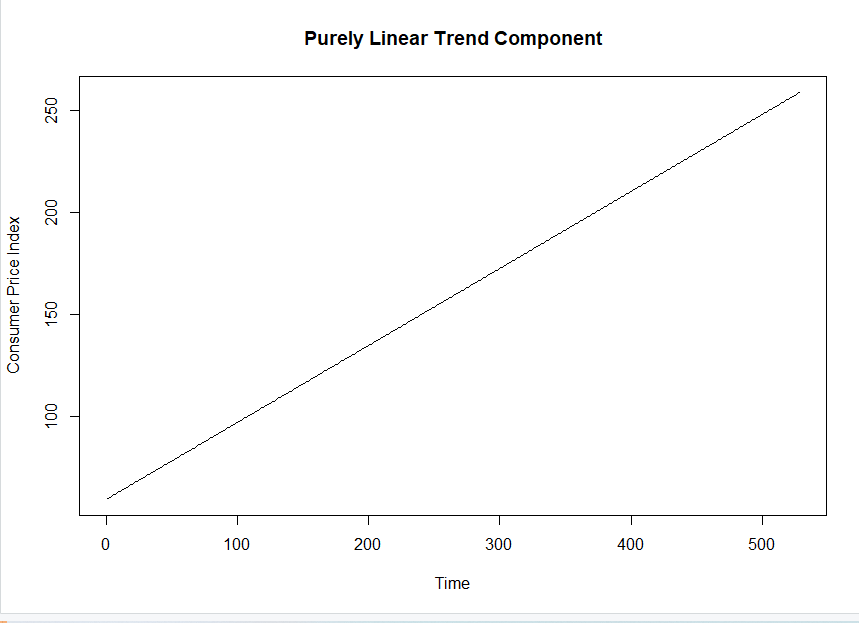 Purely Linear Trend Component
Consumer Price Index
250
200
150
100
0 100 200 300 400 500
Time